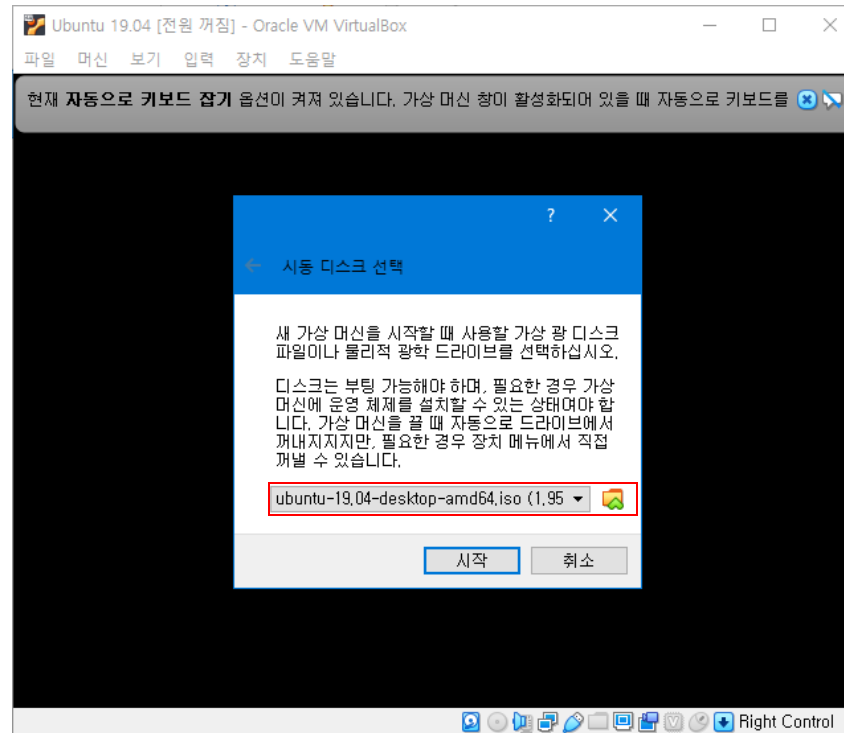 Ubuntu 19.04 [전원 꺼짐] - Oracle VM VirtualBox
파일 머신 보기 입력 장치 도움말
현재 자동으로 키보드 잡기 옵션이 켜져 있습니다. 가상 머신 창이 활성화되어 있을 때 자동으로 키보드를
?
시동 디스크 선택
새 가상 머신을 시작할 때 사용할 가상 광 디스크
파일이나 물리적 광학 드라이브를 선택하십시오.
디스크는 부팅 가능해야 하며, 필요한 경우 가상
머신에 운영 체제를 설치할 수 있는 상태여야 합
니다. 가상 머신을 끌 때 자동으로 드라이브에서
꺼내지지지만, 필요한 경우 장치 메뉴에서 직접
꺼낼 수 있습니다.
ubuntu-19.04-desktop-amd64.iso (1.95
시작 취소
Right Control